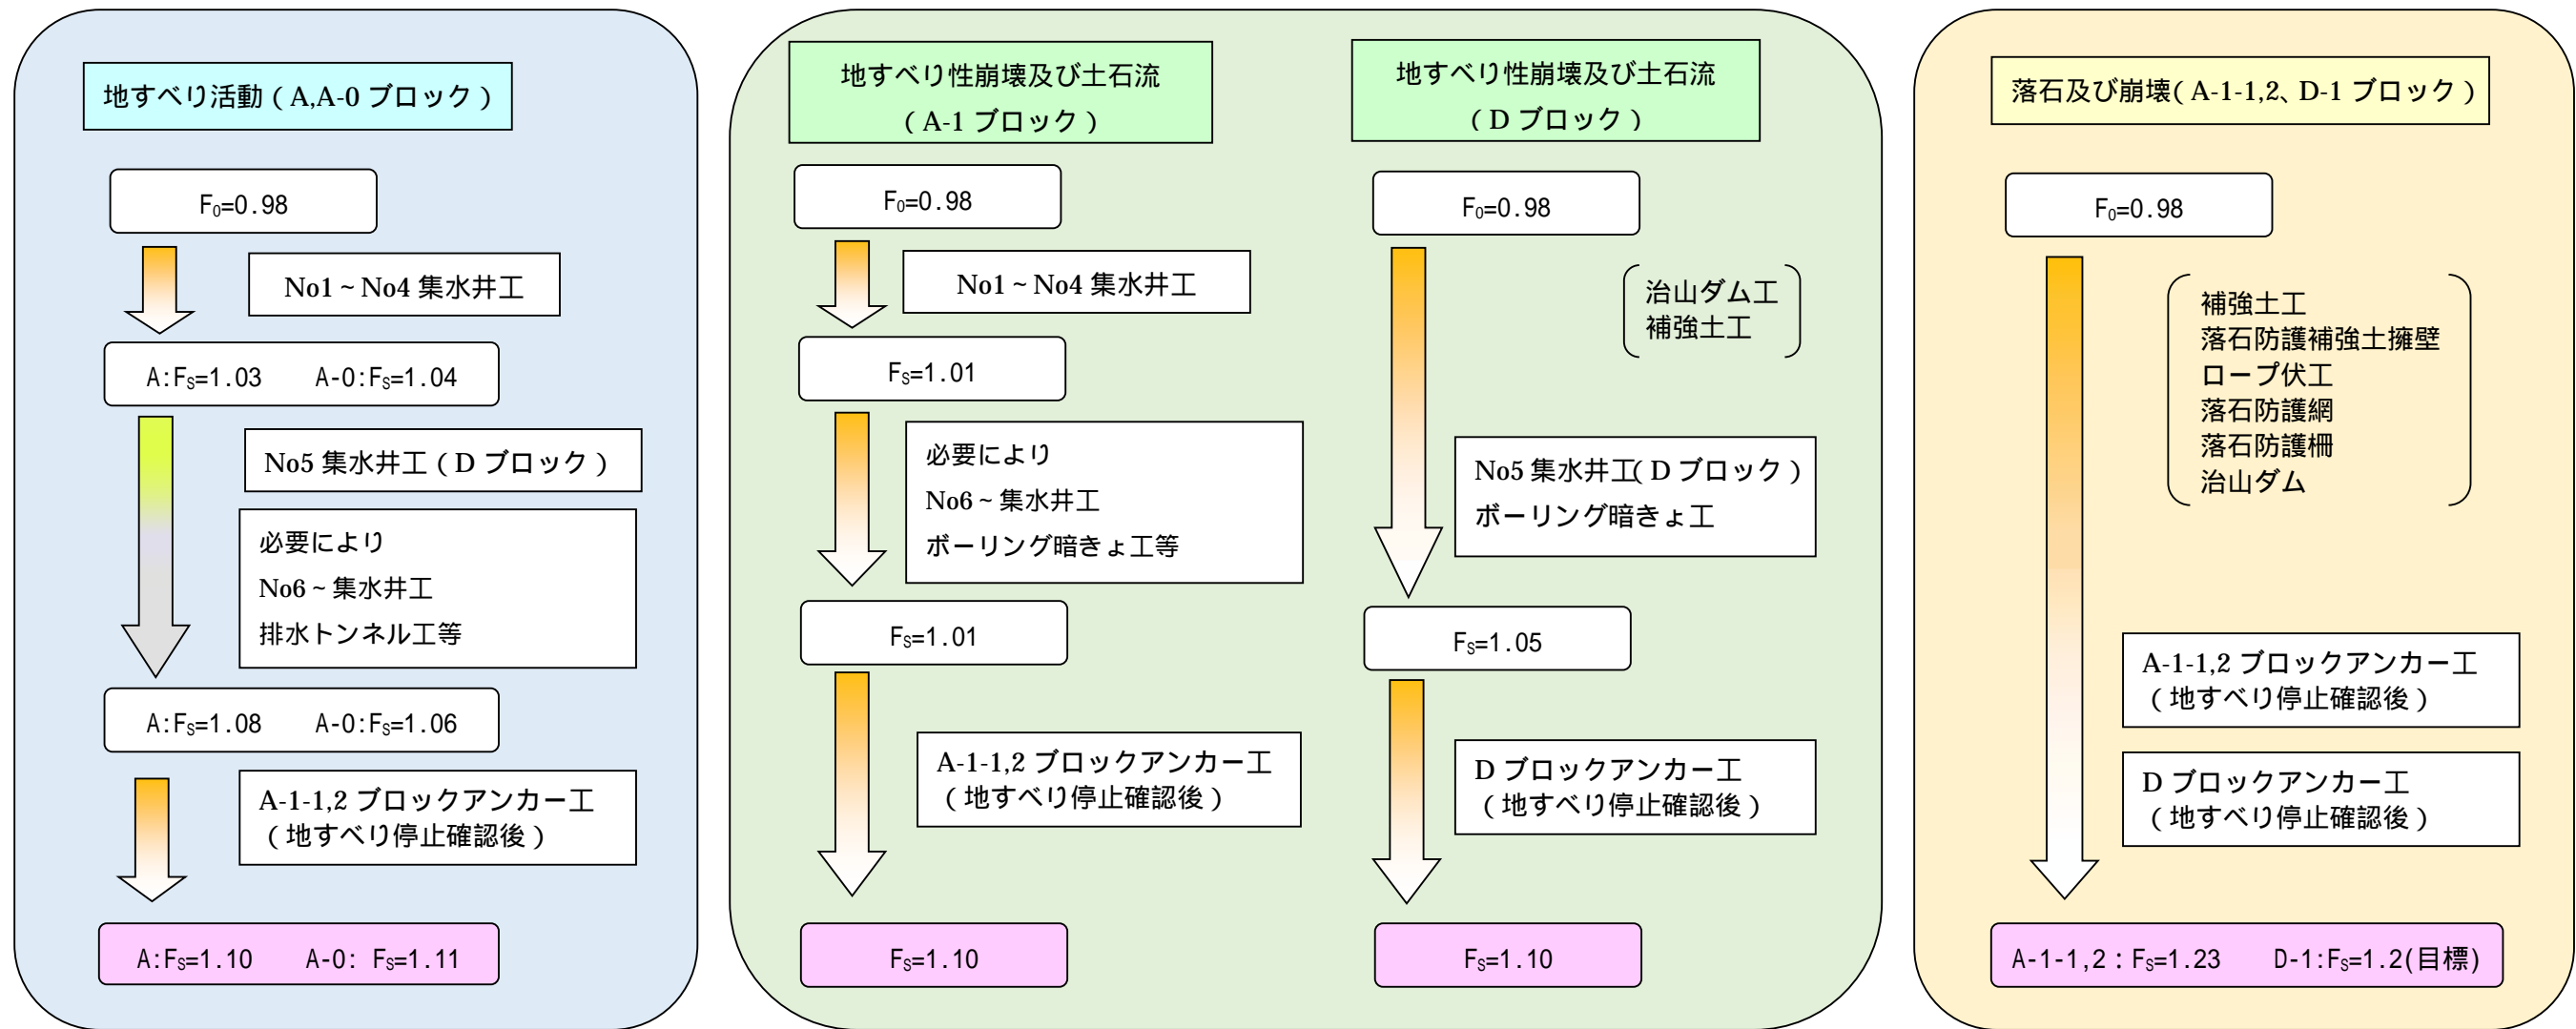 地すべり活動（A,A-0 ブロック）
F₀=0.98
No1～No4 集水井工
A:Fs=1.03 A-0:Fs=1.04
No5 集水井工（D ブロック）
必要により
No6～集水井工
排水トンネル工等
A:Fs=1.08 A-0:Fs=1.06
A-1-1,2 ブロックアンカー工
（地すべり停止確認後）
A:Fs=1.10 A-0: Fs=1.11
地すべり性崩壊及び土石流
（A-1 ブロック）
F₀=0.98
No1～No4 集水井工
Fs=1.01
必要により
No6～集水井工
ボーリング暗きょ工等
Fs=1.01
A-1-1,2 ブロックアンカー工
（地すべり停止確認後）
Fs=1.10
地すべり性崩壊及び土石流
（D ブロック）
F₀=0.98
治山ダム工
補強土工
No5 集水井工（D ブロック）
ボーリング暗きょ工
Fs=1.05
D ブロックアンカー工
（地すべり停止確認後）
Fs=1.10
落石及び崩壊（A-1-1,2、D-1 ブロック）
F₀=0.98
補強土工
落石防護補強土擁壁
ロープ伏工
落石防護網
落石防護柵
治山ダム
A-1-1,2 ブロックアンカー工
（地すべり停止確認後）
D ブロックアンカー工
（地すべり停止確認後）
A-1-1,2：Fs=1.23 D-1:Fs=1.2(目標)